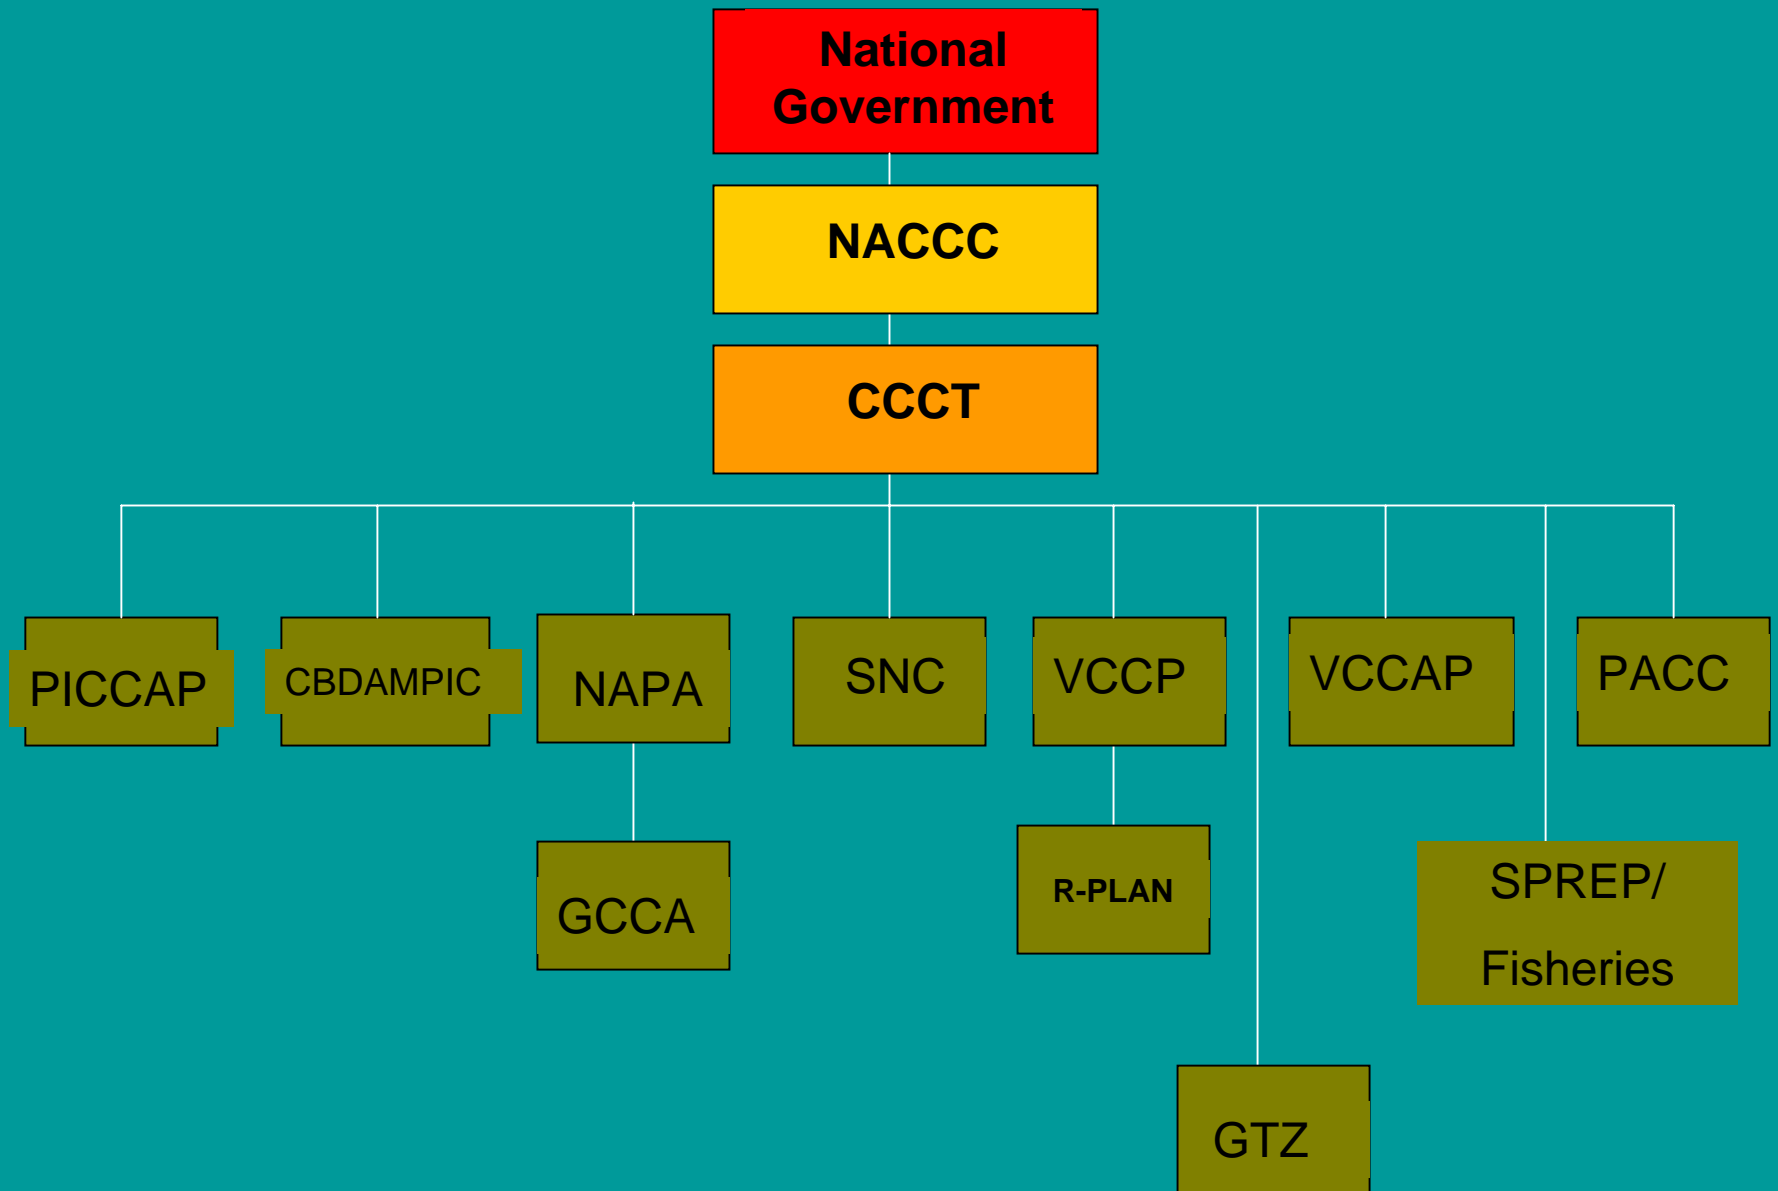 National
Government
NACCC
CCCT
PICCAP
CBDAMPIC
NAPA
SNC
VCCP
VCCAP
PACC
GCCA
R-PLAN
SPREP/
Fisheries
GTZ